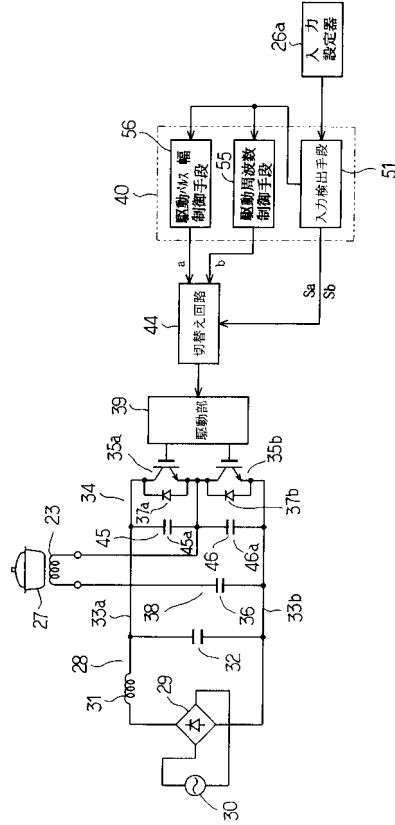 27
23
30
29
31
28
32
33a
33b
38
36
34
45
45a
46
46a
37a
37b
35a
35b
39
駆動部
44
切替え回路
a
b
Sa
Sb
40
56
駆動パルス幅
制御手段
55
駆動周波数
制御手段
入力検出手段
51
26a
入力
設定器